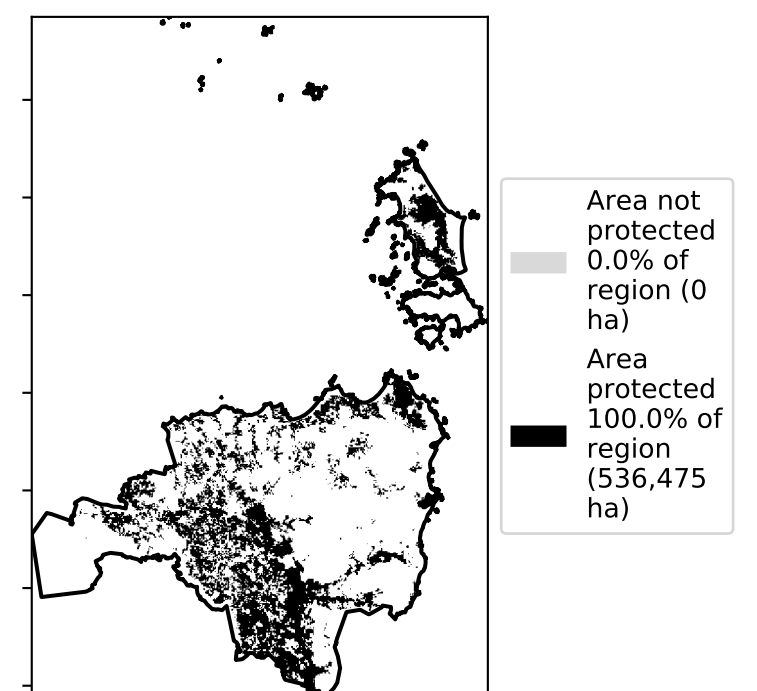 Area not
protected
0.0% of
region (0
ha)
Area
protected
100.0% of
region
(536,475
ha)